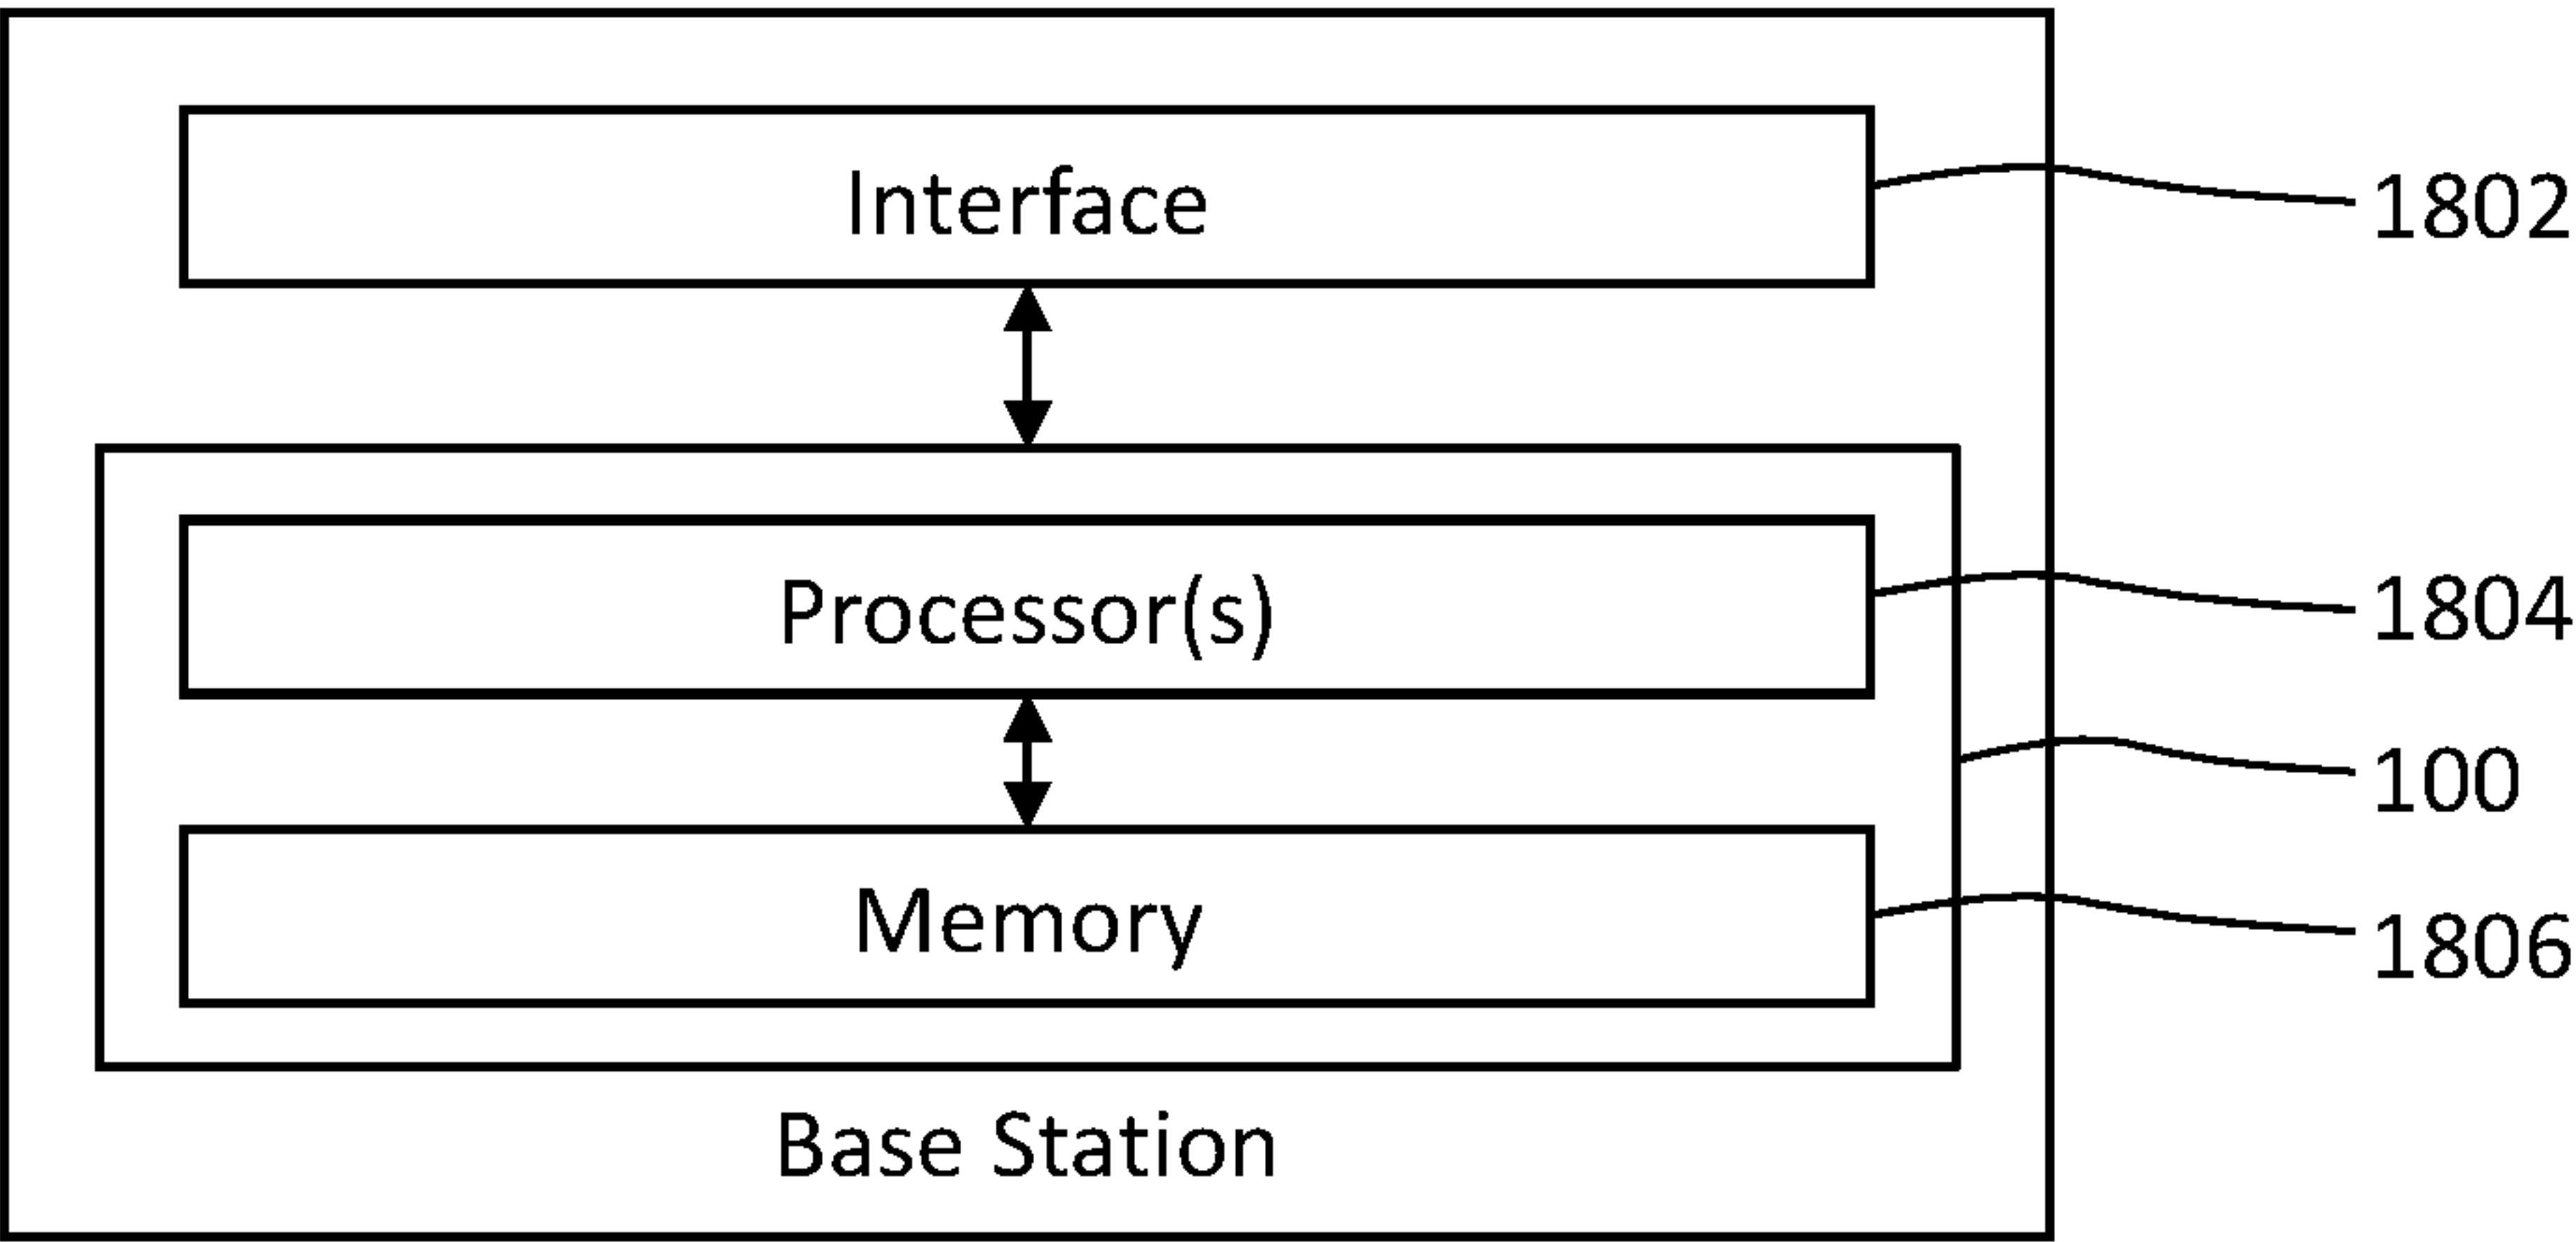 Interface
1802
Processor(s)
1804
100
Memory
1806
Base Station